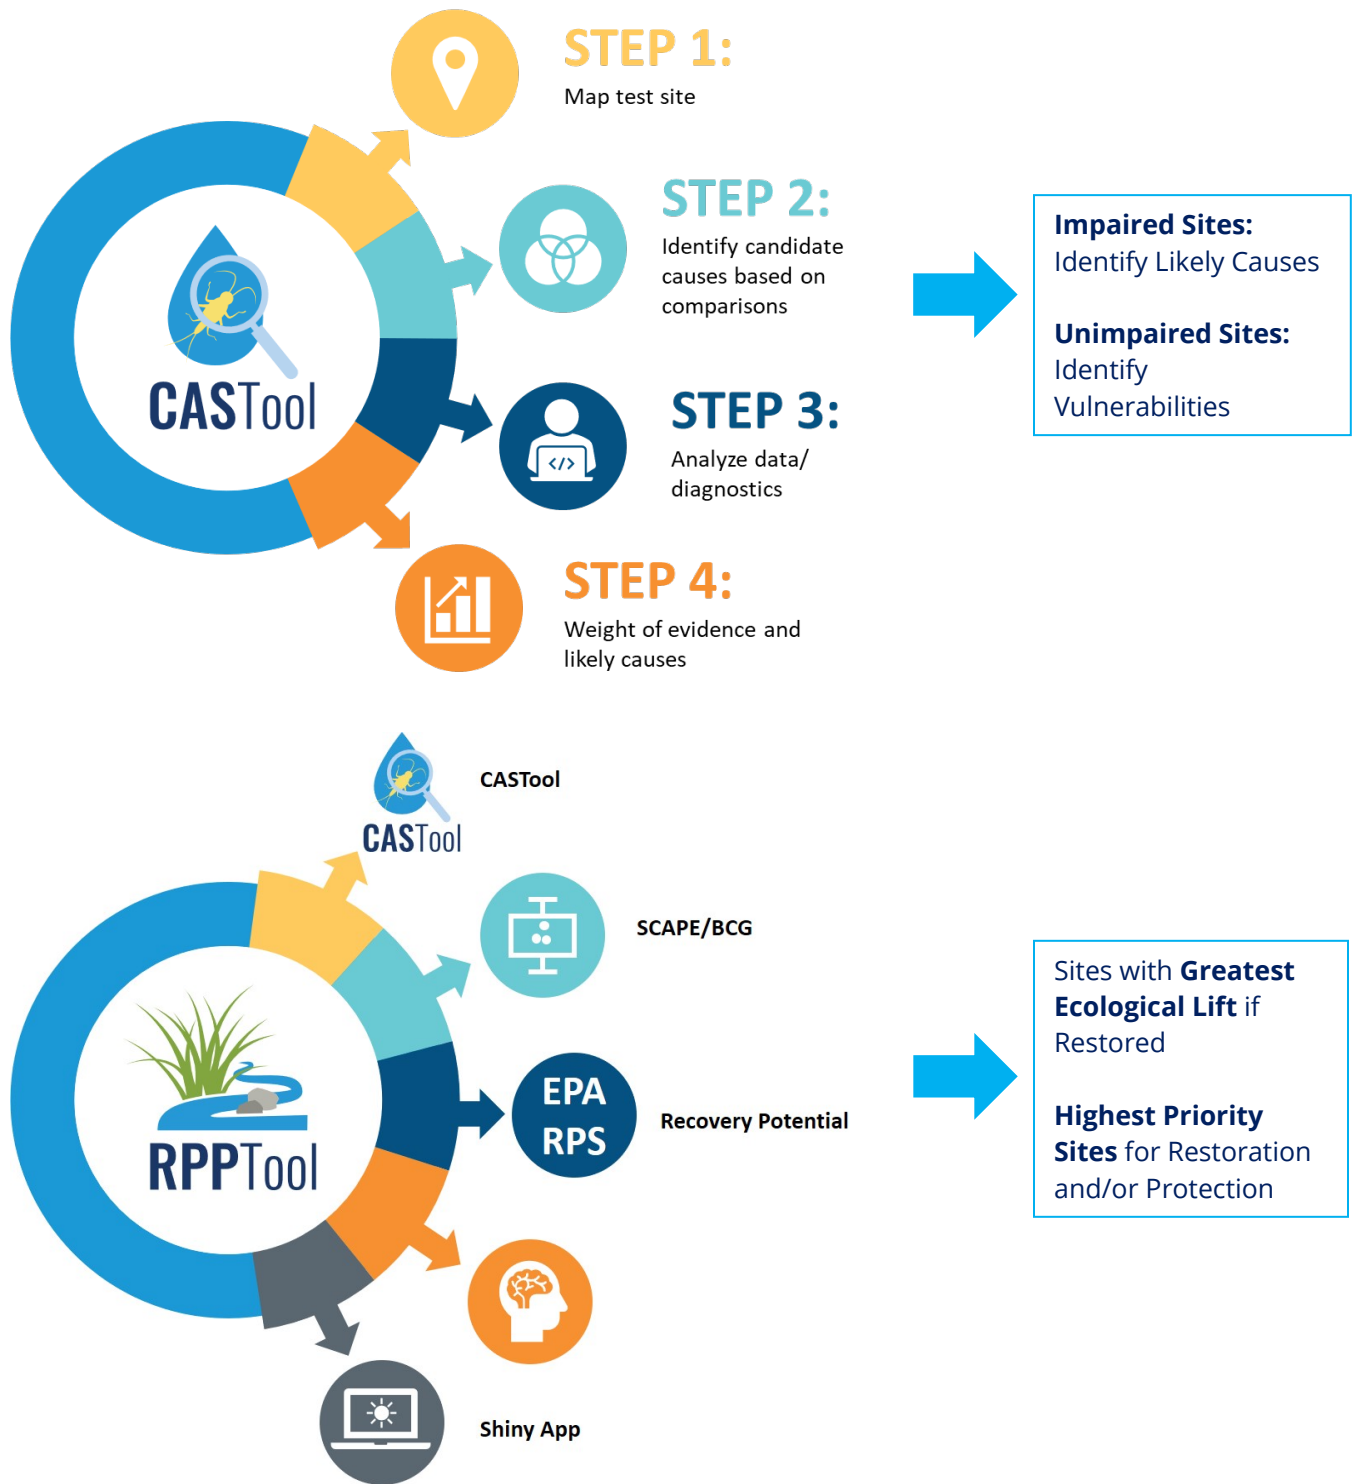 STEP 1:
Map test site
STEP 2:
Identify candidate
causes based on
comparisons
CASTool
STEP 3:
Analyze data/
diagnostics
</>
STEP 4:
Weight of evidence and
likely causes
Impaired Sites:
Identify Likely Causes
Unimpaired Sites:
Identify
Vulnerabilities
CASTool
CASTool
SCAPE/BCG
EPA
RPS
Recovery Potential
RPPTool
Shiny App
Sites with Greatest
Ecological Lift if
Restored
Highest Priority
Sites for Restoration
and/or Protection